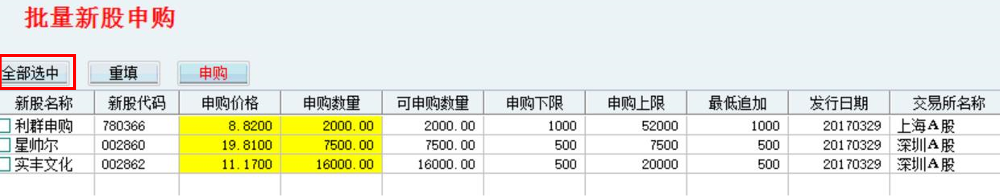 批量新股申购
全部选中 重填 申购
新股名称 新股代码 申购价格 申购数量 可申购数量 申购下限 申购上限 最低追加 发行日期 交易所名称
利群申购 780366 8.8200 2000.00 2000.00 1000 52000 1000 20170329 上海A股
星帅尔 002860 19.8100 7500.00 7500.00 500 7500 500 20170329 深圳A股
实丰文化 002862 11.1700 16000.00 16000.00 500 20000 500 20170329 深圳A股